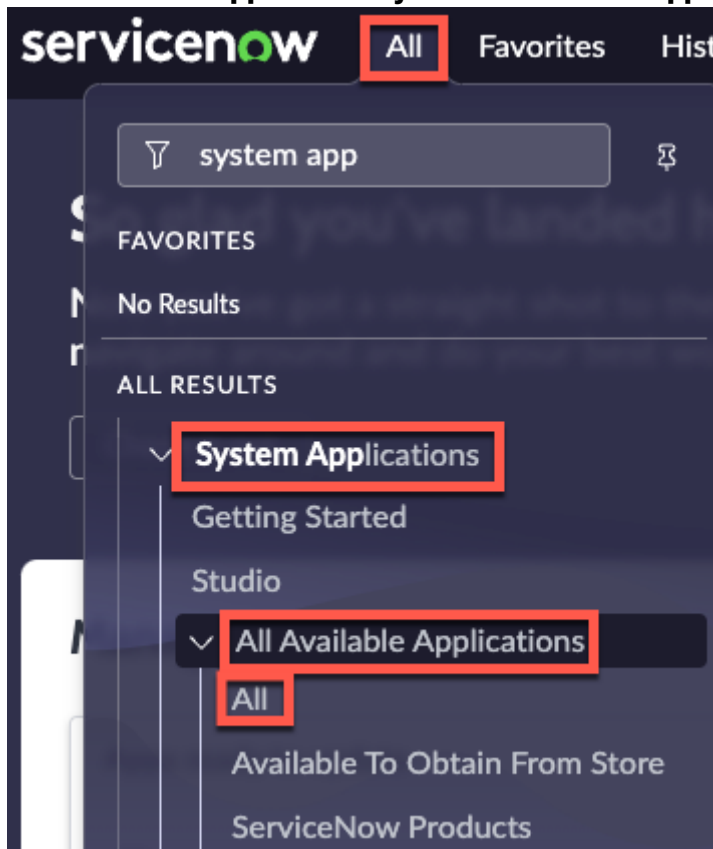 servicenow All Favorites Hist
system app
FAVORITES
No Results
ALL RESULTS
System Applications
Getting Started
Studio
All Available Applications
All
Available To Obtain From Store
ServiceNow Products